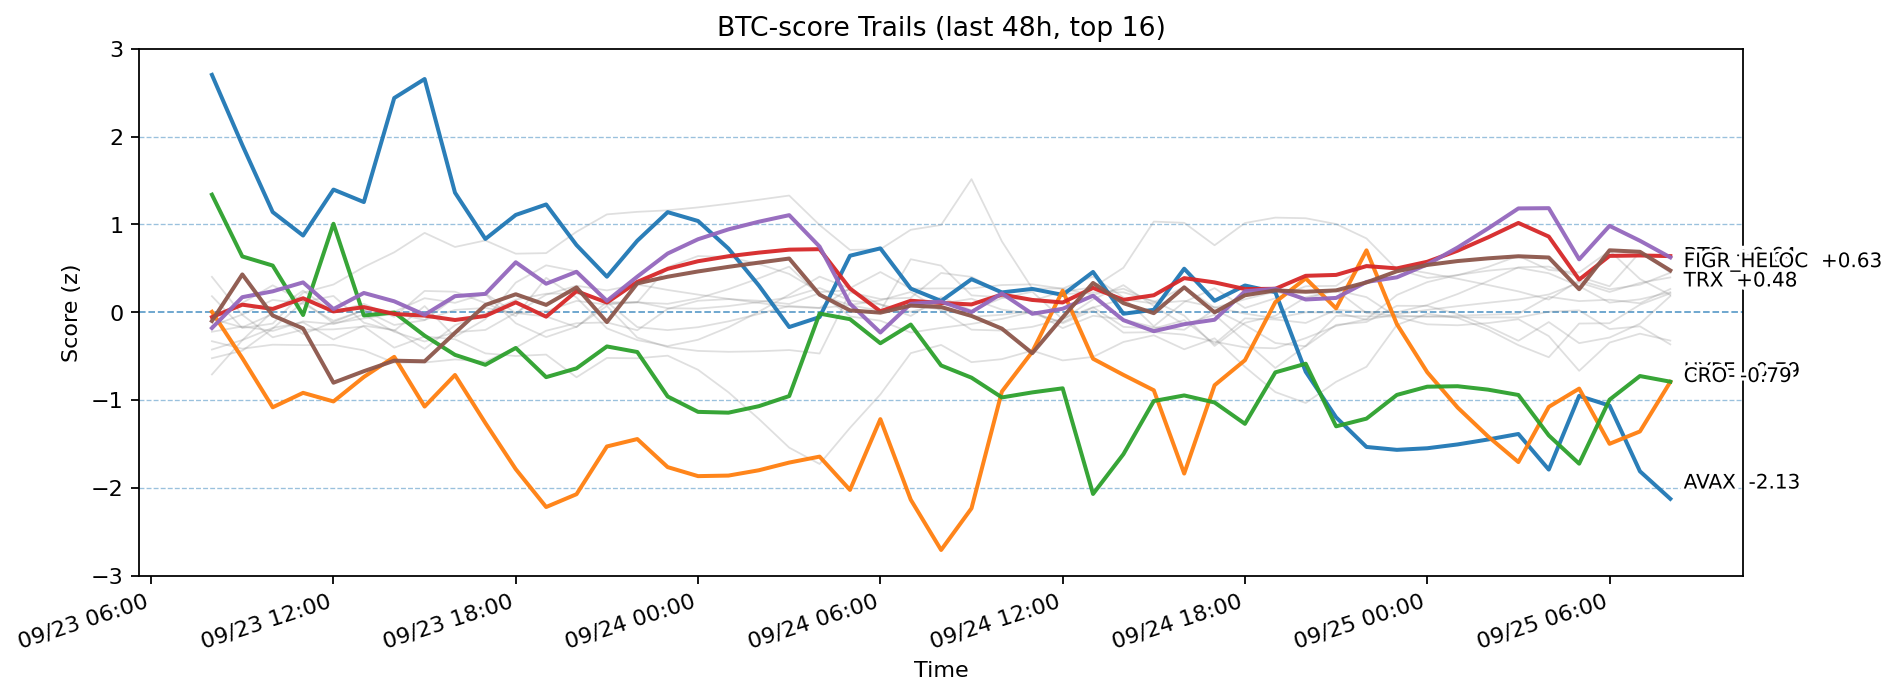 BTC-score Trails (last 48h, top 16)
Score (z)
3
2
1
0
−1
−2
−3
FIGR_HELOC +0.63
TRX +0.48
CRO -0.79
AVAX -2.13
09/23 06:00
09/23 12:00
09/23 18:00
09/24 00:00
09/24 06:00
09/24 12:00
09/24 18:00
09/25 00:00
09/25 06:00
Time